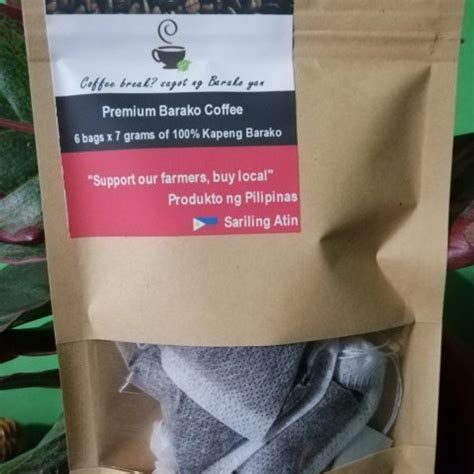 Coffee break? sagot ng Barako yan
Premium Barako Coffee
6 bags x 7 grams of 100% Kapeng Barako
"Support our farmers, buy local"
Produkto ng Pilipinas
Sariling Atin